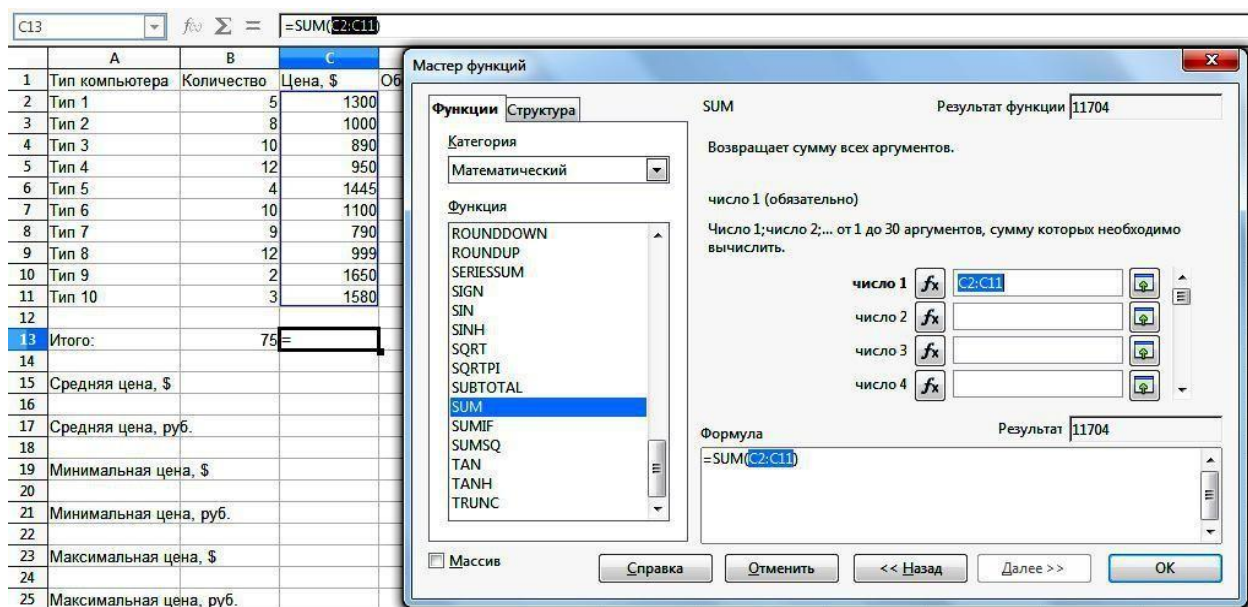 C13 f(x) Σ = =SUM(C2:C11)
A B C
1 Тип компьютера Количество Цена, $ Об
2 Тип 1 5 1300
3 Тип 2 8 1000
4 Тип 3 10 890
5 Тип 4 12 950
6 Тип 5 4 1445
7 Тип 6 10 1100
8 Тип 7 9 790
9 Тип 8 12 999
10 Тип 9 2 1650
11 Тип 10 3 1580
12
13 Итого: 75 =
14
15 Средняя цена, $
16
17 Средняя цена, руб.
18
19 Минимальная цена, $
20
21 Минимальная цена, руб.
22
23 Максимальная цена, $
24
25 Максимальная цена, руб.
Мастер функций
Функции Структура
Категория
Математический
Функция
ROUNDDOWN
ROUNDUP
SERIESSUM
SIGN
SIN
SINH
SQRT
SQRTPI
SUBTOTAL
SUM
SUMIF
SUMSQ
TAN
TANH
TRUNC
SUM Результат функции 11704
Возвращает сумму всех аргументов.
число 1 (обязательно)
Число 1;число 2;... от 1 до 30 аргументов, сумму которых необходимо
вычислить.
число 1 fx C2:C11
число 2 fx
число 3 fx
число 4 fx
Формула Результат 11704
=SUM(C2:C11)
Массив Справка Отменить << Назад Далее >> ОК